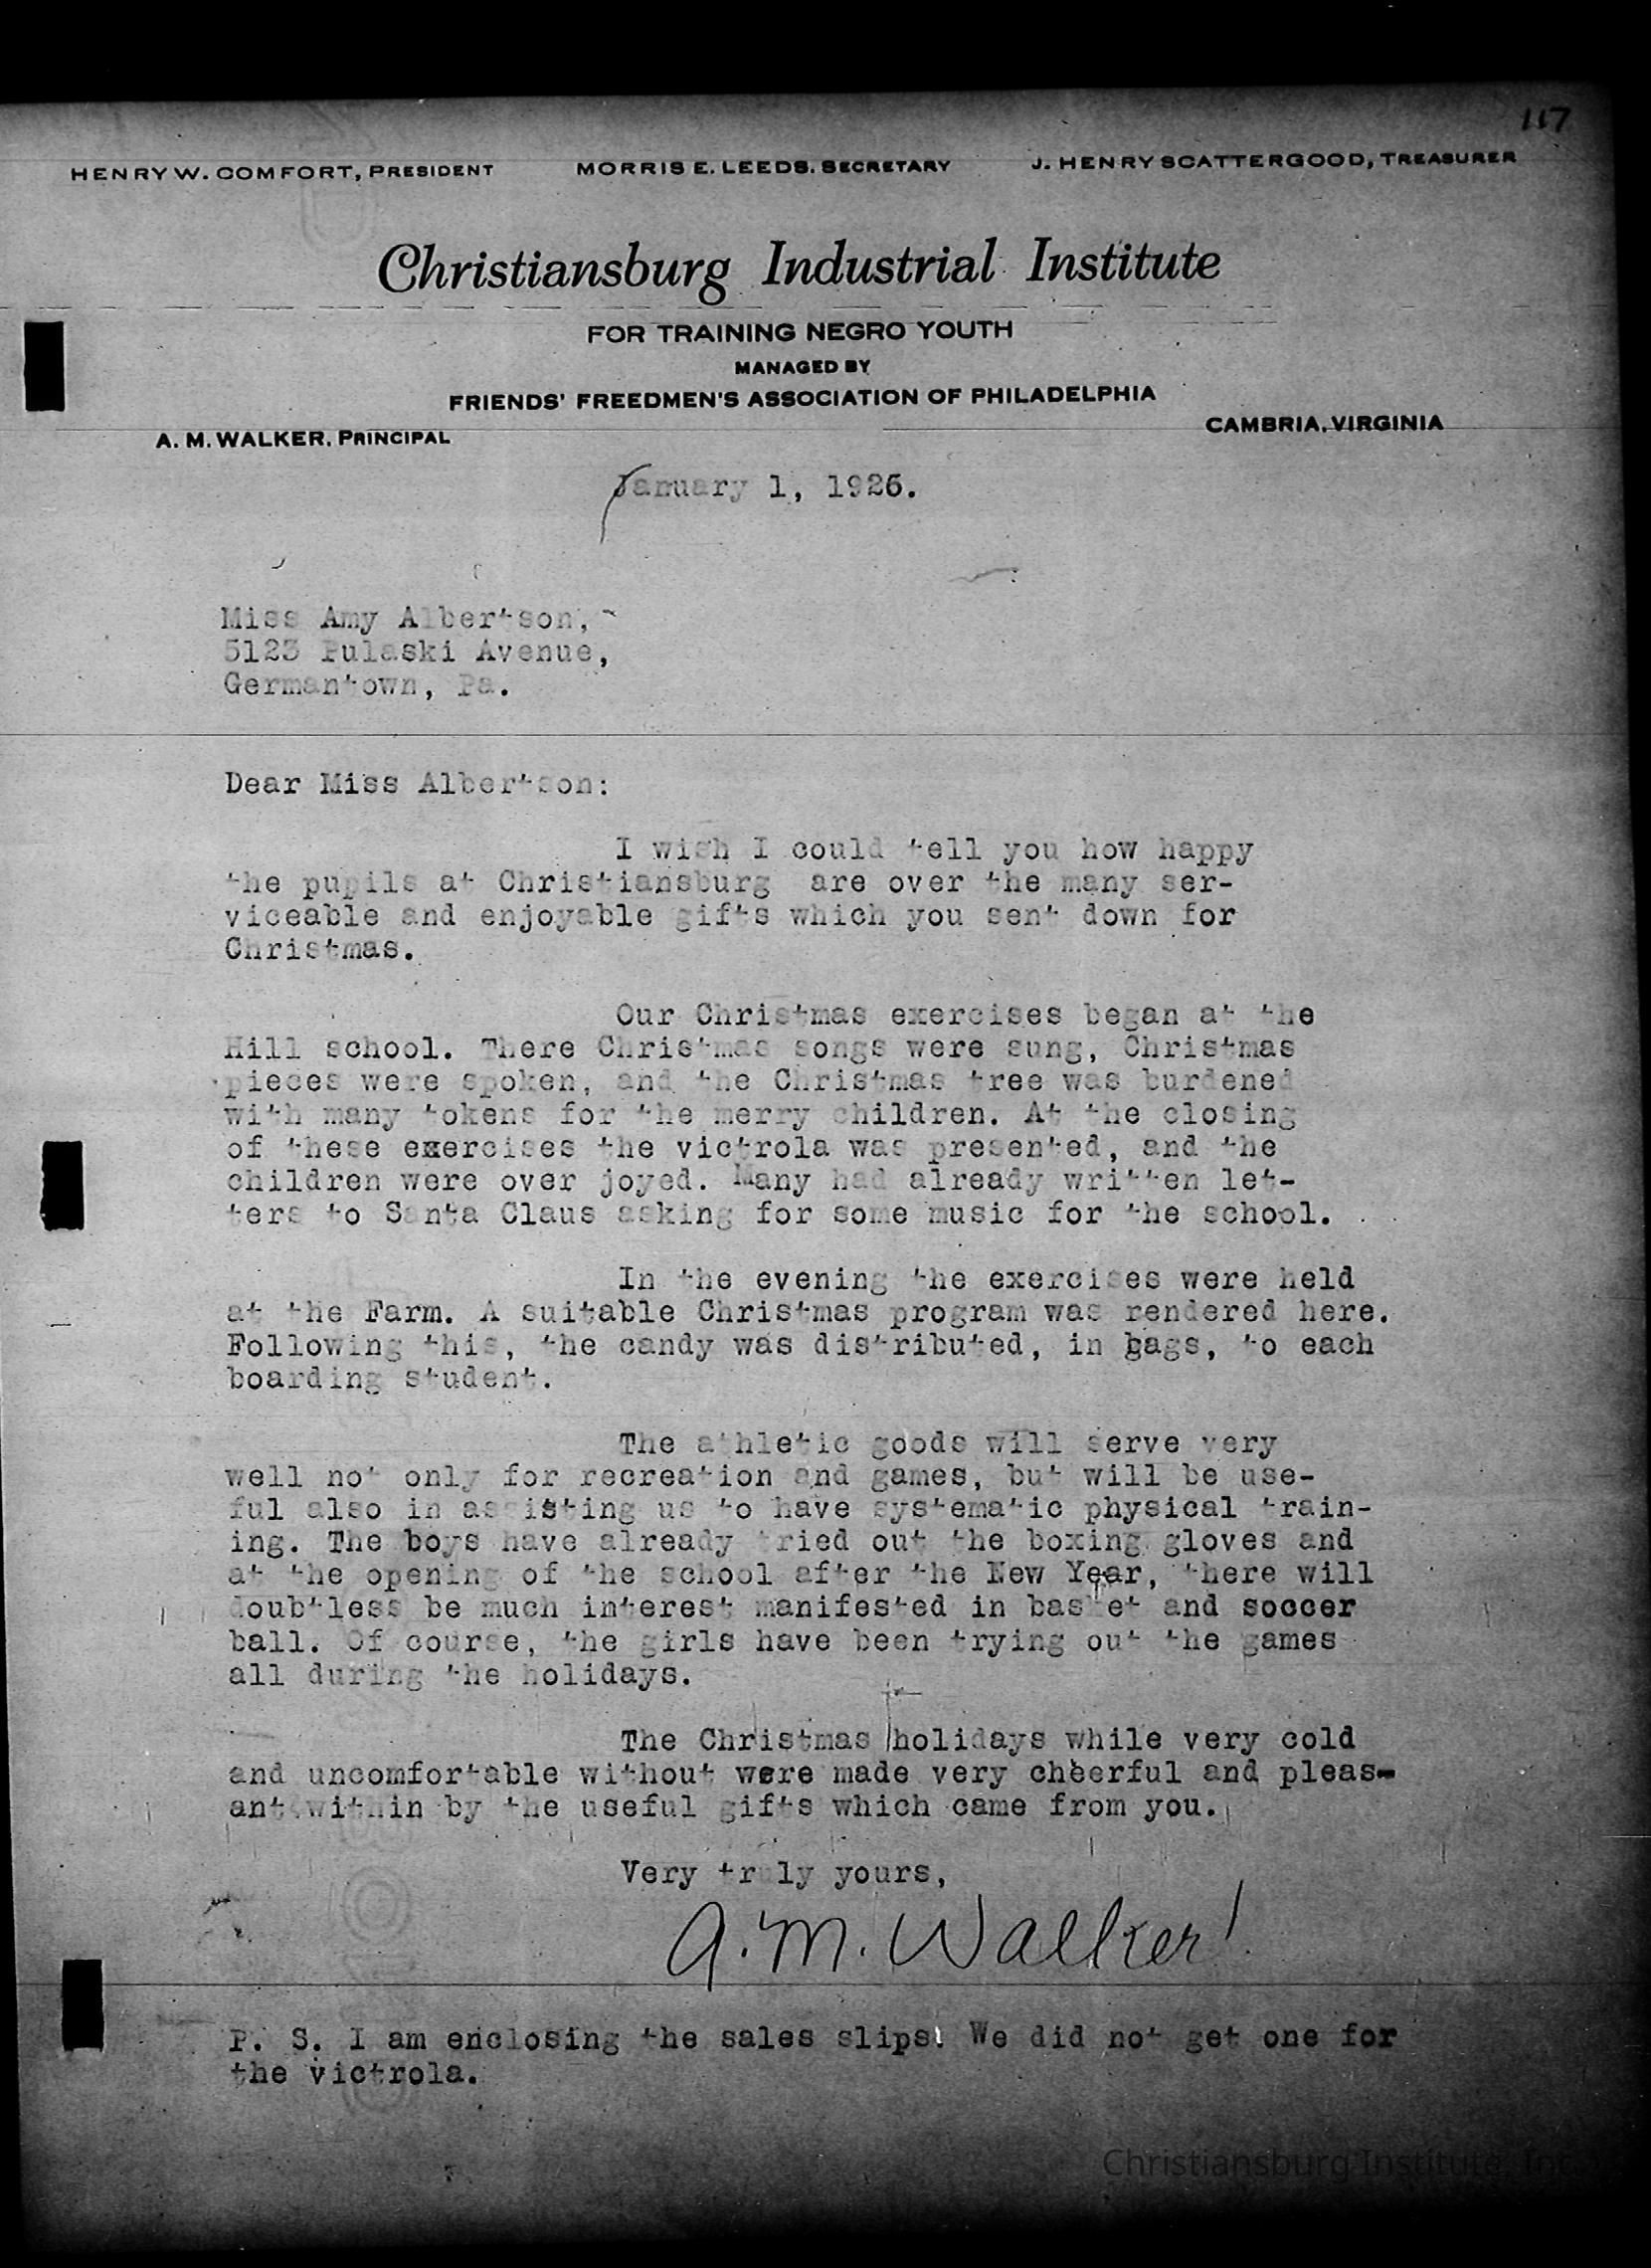 117
HENRY W. COMFORT, PRESIDENT MORRIS E. LEEDS, SECRETARY J. HENRY SCATTERGOOD, TREASURER
Christiansburg Industrial Institute
FOR TRAINING NEGRO YOUTH
MANAGED BY
FRIENDS' FREEDMEN'S ASSOCIATION OF PHILADELPHIA
A. M. WALKER, PRINCIPAL CAMBRIA, VIRGINIA
January 1, 1926.
Miss Amy Albertson,
5123 Pulaski Avenue,
Germantown, Pa.
Dear Miss Albertson:
I wish I could tell you how happy
the pupils at Christiansburg are over the many ser-
viceable and enjoyable gifts which you sent down for
Christmas.
Our Christmas exercises began at the
Hill school. There Christmas songs were sung, Christmas
pieces were spoken, and the Christmas tree was burdened
with many tokens for the merry children. At the closing
of these exercises the victrola was presented, and the
children were over joyed. Many had already written let-
ters to Santa Claus asking for some music for the school.
In the evening the exercises were held
at the Farm. A suitable Christmas program was rendered here.
Following this, the candy was distributed, in bags, to each
boarding student.
The athletic goods will serve very
well not only for recreation and games, but will be use-
ful also in assisting us to have systematic physical train-
ing. The boys have already tried out the boxing gloves and
at the opening of the school after the New Year, there will
doubtless be much interest manifested in basket and soccer
ball. Of course, the girls have been trying out the games
all during the holidays.
The Christmas holidays while very cold
and uncomfortable without were made very cheerful and pleas-
ant within by the useful gifts which came from you.
Very truly yours,
A. M. Walker
P. S. I am enclosing the sales slips. We did not get one for
the victrola.
Christiansburg Institute, Inc.